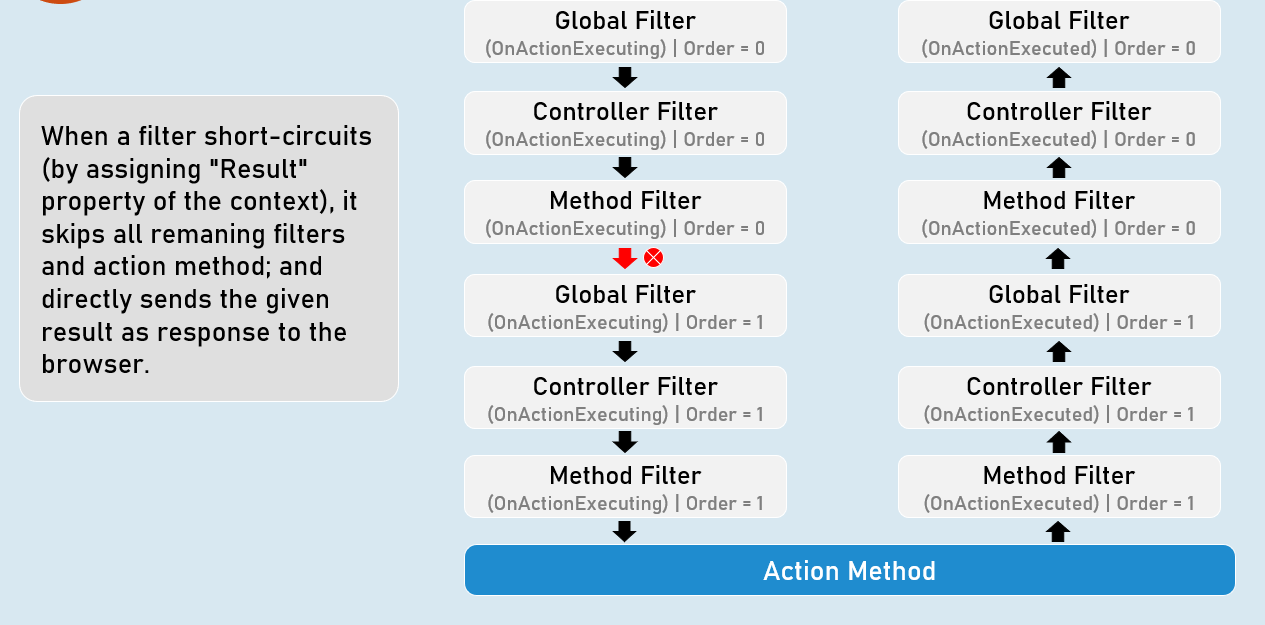 When a filter short-circuits
(by assigning "Result"
property of the context), it
skips all remaning filters
and action method; and
directly sends the given
result as response to the
browser.
Global Filter
(OnActionExecuting) | Order = 0
Controller Filter
(OnActionExecuting) | Order = 0
Method Filter
(OnActionExecuting) | Order = 0
Global Filter
(OnActionExecuting) | Order = 1
Controller Filter
(OnActionExecuting) | Order = 1
Method Filter
(OnActionExecuting) | Order = 1
Global Filter
(OnActionExecuted) | Order = 0
Controller Filter
(OnActionExecuted) | Order = 0
Method Filter
(OnActionExecuted) | Order = 0
Global Filter
(OnActionExecuted) | Order = 1
Controller Filter
(OnActionExecuted) | Order = 1
Method Filter
(OnActionExecuted) | Order = 1
Action Method